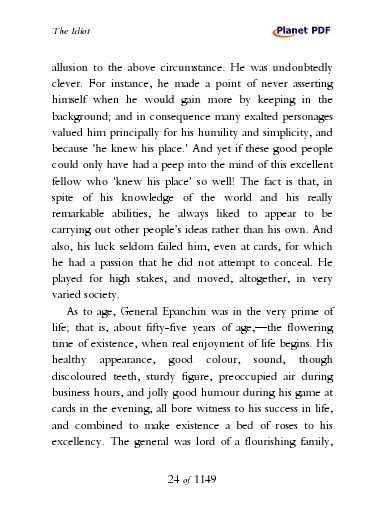 The Idiot
Planet PDF
allusion to the above circumstance. He was undoubtedly
clever. For instance, he made a point of never asserting
himself when he would gain more by keeping in the
background; and in consequence many exalted personages
valued him principally for his humility and simplicity, and
because 'he knew his place.' And yet if these good people
could only have had a peep into the mind of this excellent
fellow who 'knew his place' so well! The fact is that, in
spite of his knowledge of the world and his really
remarkable abilities, he always liked to appear to be
carrying out other people's ideas rather than his own. And
also, his luck seldom failed him, even at cards, for which
he had a passion that he did not attempt to conceal. He
played for high stakes, and moved, altogether, in very
varied society.
As to age, General Epanchin was in the very prime of
life; that is, about fifty-five years of age,—the flowering
time of existence, when real enjoyment of life begins. His
healthy appearance, good colour, sound, though
discoloured teeth, sturdy figure, preoccupied air during
business hours, and jolly good humour during his game at
cards in the evening, all bore witness to his success in life,
and combined to make existence a bed of roses to his
excellency. The general was lord of a flourishing family,
24 of 1149